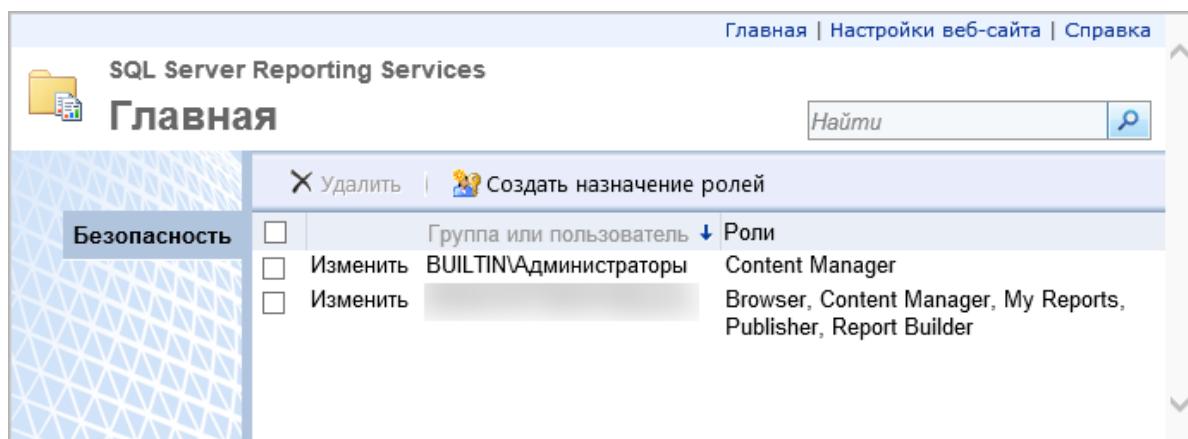 Главная | Настройки веб-сайта | Справка
SQL Server Reporting Services
Главная
Найти
Удалить | Создать назначение ролей
Безопасность
Группа или пользователь Роли
Изменить BUILTIN\Администраторы Content Manager
Изменить Browser, Content Manager, My Reports,
Publisher, Report Builder